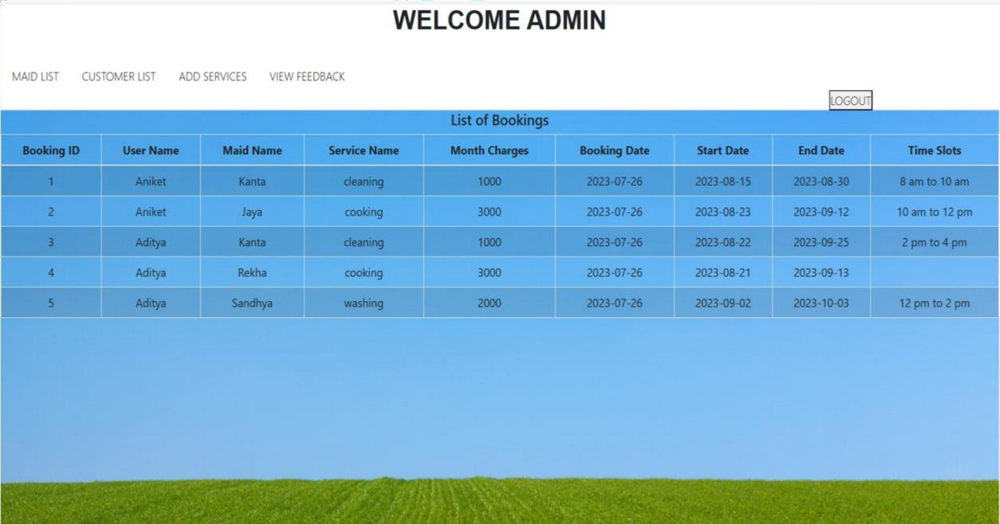 WELCOME ADMIN
MAID LIST CUSTOMER LIST ADD SERVICES VIEW FEEDBACK
LOGOUT
List of Bookings
Booking ID User Name Maid Name Service Name Month Charges Booking Date Start Date End Date Time Slots
1 Aniket Kanta cleaning 1000 2023-07-26 2023-08-15 2023-08-30 8 am to 10 am
2 Aniket Jaya cooking 3000 2023-07-26 2023-08-23 2023-09-12 10 am to 12 pm
3 Aditya Kanta cleaning 1000 2023-07-26 2023-08-22 2023-09-25 2 pm to 4 pm
4 Aditya Rekha cooking 3000 2023-07-26 2023-08-21 2023-09-13
5 Aditya Sandhya washing 2000 2023-07-26 2023-09-02 2023-10-03 12 pm to 2 pm